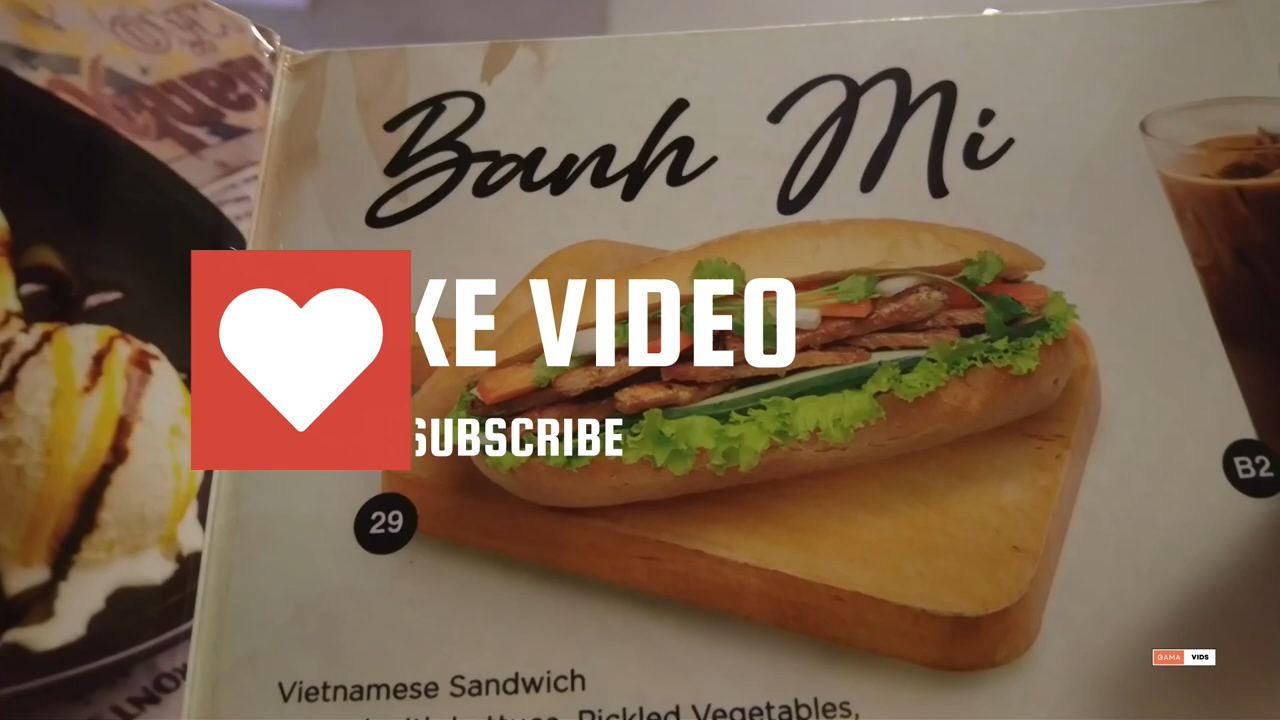 Banh Mi
KE VIDEO
SUBSCRIBE
29
B2
Vietnamese Sandwich
Pickled Vegetables,
GAMA VIDS